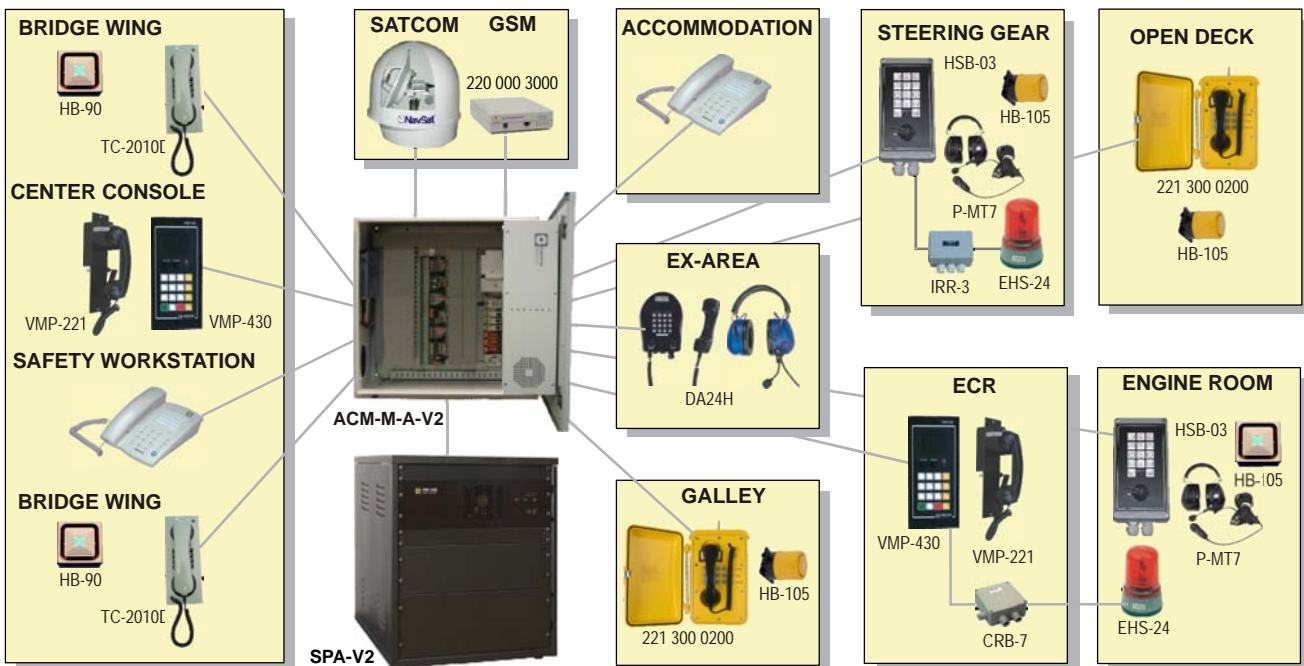 BRIDGE WING
HB-90
TC-2010D
CENTER CONSOLE
VMP-221
VMP-430
SAFETY WORKSTATION
BRIDGE WING
HB-90
TC-2010D
SATCOM GSM
220 000 3000
NavSat
ACM-M-A-V2
SPA-V2
ACCOMMODATION
EX-AREA
DA24H
GALLEY
HB-105
221 300 0200
STEERING GEAR
HSB-03
HB-105
P-MT7
IRR-3
EHS-24
OPEN DECK
221 300 0200
HB-105
ECR
VMP-430
VMP-221
CRB-7
ENGINE ROOM
HSB-03
HB-105
P-MT7
EHS-24